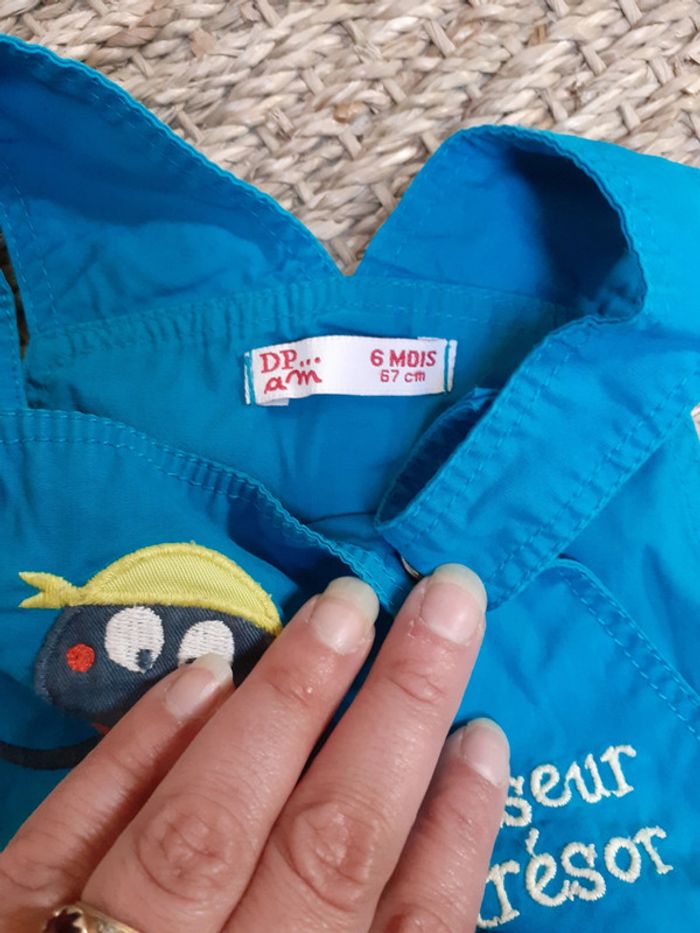 DP... 6 MOIS
am 67 cm
seur
trésor